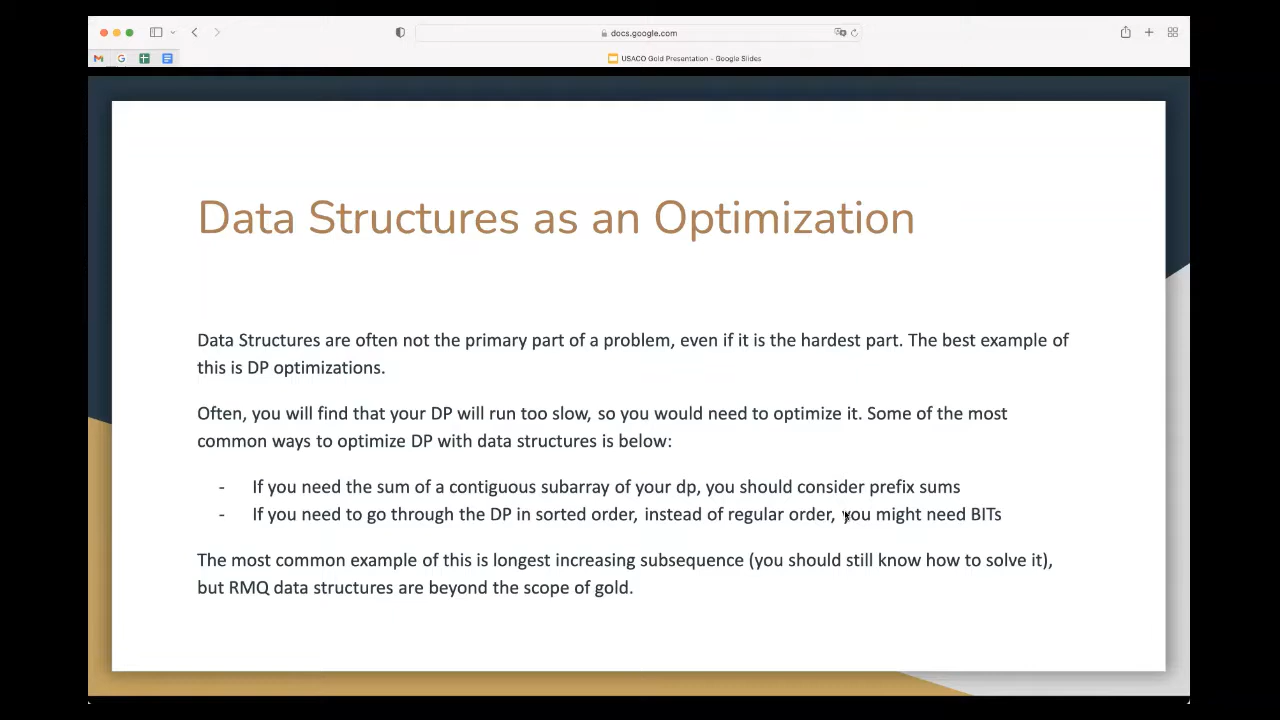 docs.google.com
USACO Gold Presentation - Google Slides
Data Structures as an Optimization
Data Structures are often not the primary part of a problem, even if it is the hardest part. The best example of
this is DP optimizations.
Often, you will find that your DP will run too slow, so you would need to optimize it. Some of the most
common ways to optimize DP with data structures is below:
- If you need the sum of a contiguous subarray of your dp, you should consider prefix sums
- If you need to go through the DP in sorted order, instead of regular order, you might need BITs
The most common example of this is longest increasing subsequence (you should still know how to solve it),
but RMQ data structures are beyond the scope of gold.